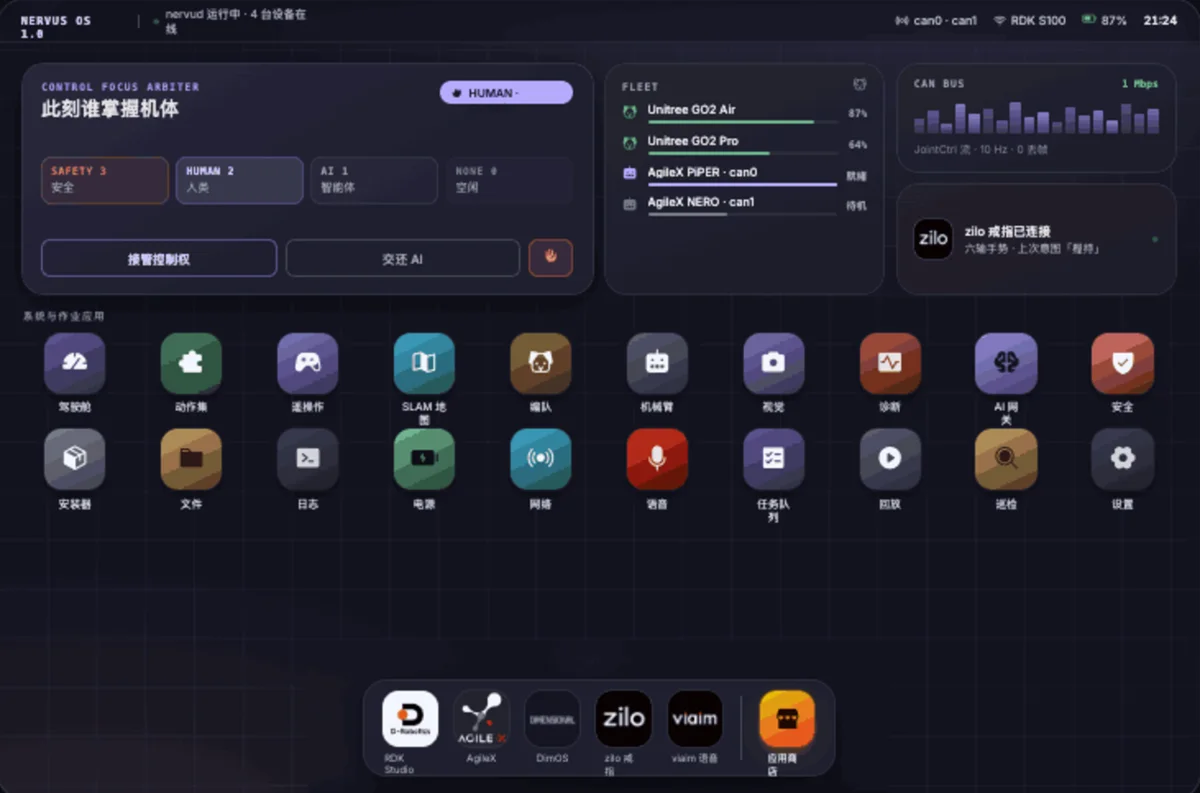 NERVUS OS
1.0
nervud 运行中 · 4 台设备在
线
can0 · can1
RDK S100
87%
21:24
CONTROL FOCUS ARBITER
此刻谁掌握机体
HUMAN ·
SAFETY 3
安全
HUMAN 2
人类
AI 1
智能体
NONE 0
空闲
接管控制权
交还 AI
FLEET
Unitree GO2 Air
87%
Unitree GO2 Pro
64%
AgileX PiPER · can0
就绪
AgileX NERO · can1
待机
CAN BUS
1 Mbps
JointCtrl 流 · 10 Hz · 0 丢帧
zilo
zilo 戒指已连接
六轴手势 · 上次意图「握持」
系统与作业应用
驾驶舱
动作集
遥操作
SLAM 地
图
编队
机械臂
视觉
诊断
AI 网
关
安全
安装器
文件
日志
电源
网络
语音
任务队
列
回放
巡检
设置
D-Robotics
AGILE X
DIMENSIONAL
zilo
viaim
RDK
Studio
AgileX
DimOS
zilo 戒
指
viaim 语音
应用商
店